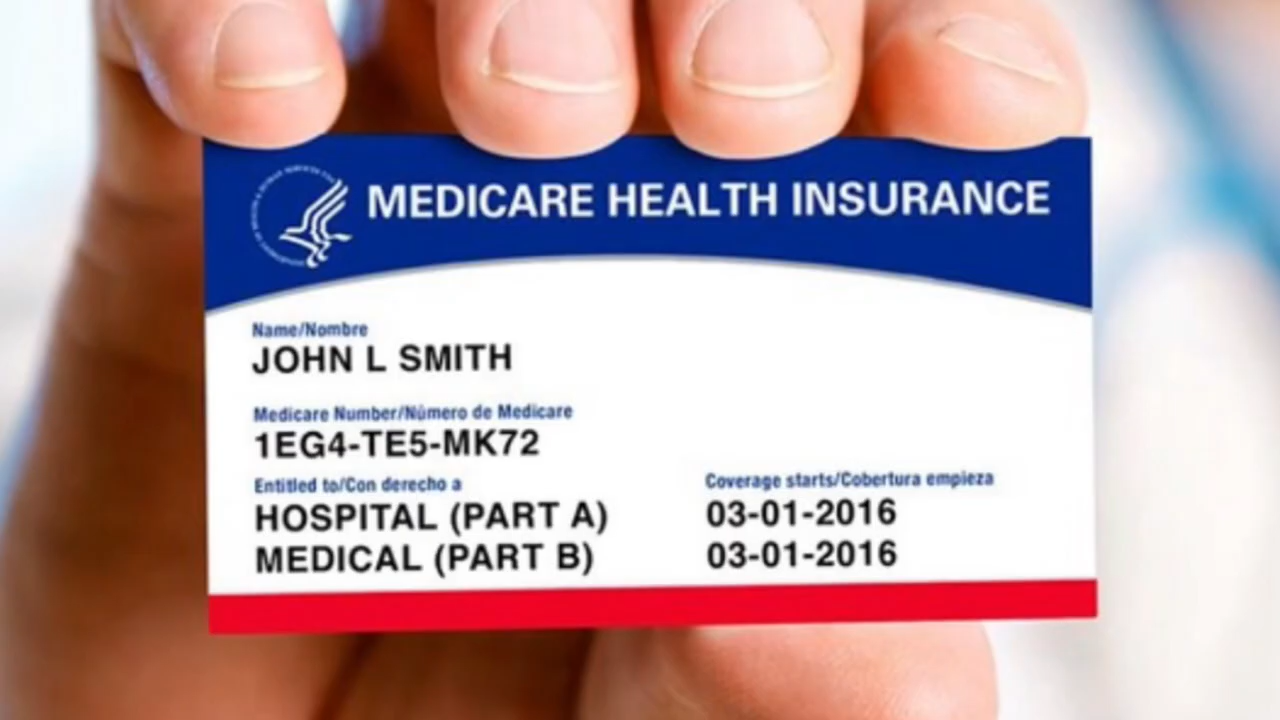 MEDICARE HEALTH INSURANCE
Name/Nombre
JOHN L SMITH
Medicare Number/Número de Medicare
1EG4-TE5-MK72
Entitled to/Con derecho a
Coverage starts/Cobertura empieza
HOSPITAL (PART A)
03-01-2016
MEDICAL (PART B)
03-01-2016